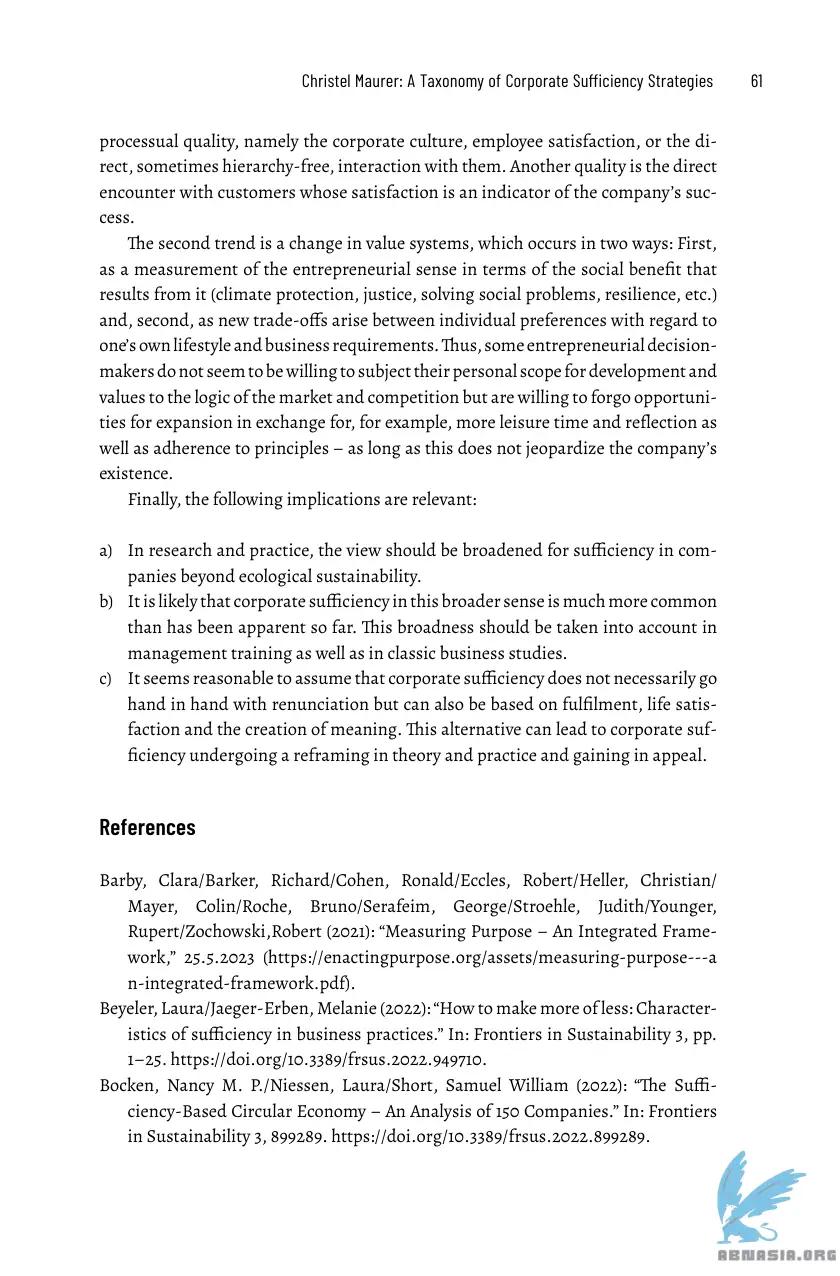 Christel Maurer: A Taxonomy of Corporate Sufficiency Strategies 61
processual quality, namely the corporate culture, employee satisfaction, or the di-
rect, sometimes hierarchy-free, interaction with them. Another quality is the direct
encounter with customers whose satisfaction is an indicator of the company’s suc-
cess.
The second trend is a change in value systems, which occurs in two ways: First,
as a measurement of the entrepreneurial sense in terms of the social benefit that
results from it (climate protection, justice, solving social problems, resilience, etc.)
and, second, as new trade-offs arise between individual preferences with regard to
one’s own lifestyle and business requirements. Thus, some entrepreneurial decision-
makers do not seem to be willing to subject their personal scope for development and
values to the logic of the market and competition but are willing to forgo opportuni-
ties for expansion in exchange for, for example, more leisure time and reflection as
well as adherence to principles – as long as this does not jeopardize the company’s
existence.
Finally, the following implications are relevant:
a) In research and practice, the view should be broadened for sufficiency in com-
panies beyond ecological sustainability.
b) It is likely that corporate sufficiency in this broader sense is much more common
than has been apparent so far. This broadness should be taken into account in
management training as well as in classic business studies.
c) It seems reasonable to assume that corporate sufficiency does not necessarily go
hand in hand with renunciation but can also be based on fulfilment, life satis-
faction and the creation of meaning. This alternative can lead to corporate suf-
ficiency undergoing a reframing in theory and practice and gaining in appeal.
References
Barby, Clara/Barker, Richard/Cohen, Ronald/Eccles, Robert/Heller, Christian/
Mayer, Colin/Roche, Bruno/Serafeim, George/Stroehle, Judith/Younger,
Rupert/Zochowski,Robert (2021): “Measuring Purpose – An Integrated Frame-
work,” 25.5.2023 (https://enactingpurpose.org/assets/measuring-purpose---a
n-integrated-framework.pdf).
Beyeler, Laura/Jaeger-Erben, Melanie (2022): “How to make more of less: Character-
istics of sufficiency in business practices.” In: Frontiers in Sustainability 3, pp.
1–25. https://doi.org/10.3389/frsus.2022.949710.
Bocken, Nancy M. P./Niessen, Laura/Short, Samuel William (2022): “The Suffi-
ciency-Based Circular Economy – An Analysis of 150 Companies.” In: Frontiers
in Sustainability 3, 899289. https://doi.org/10.3389/frsus.2022.899289.
ABNASIA.ORG